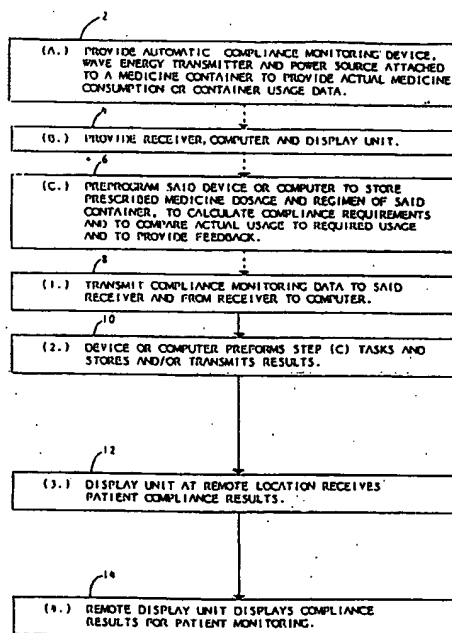 2
(A.) PROVIDE AUTOMATIC COMPLIANCE MONITORING DEVICE,
WAVE ENERGY TRANSMITTER AND POWER SOURCE ATTACHED
TO A MEDICINE CONTAINER TO PROVIDE ACTUAL MEDICINE
CONSUMPTION OR CONTAINER USAGE DATA.
(B.) PROVIDE RECEIVER, COMPUTER AND DISPLAY UNIT.
6
(C.) PREPROGRAM SAID DEVICE OR COMPUTER TO STORE
PRESCRIBED MEDICINE DOSAGE AND REGIMEN OF SAID
CONTAINER, TO CALCULATE COMPLIANCE REQUIREMENTS
AND TO COMPARE ACTUAL USAGE TO REQUIRED USAGE
AND TO PROVIDE FEEDBACK.
8
(1.) TRANSMIT COMPLIANCE MONITORING DATA TO SAID
RECEIVER AND FROM RECEIVER TO COMPUTER.
10
(2.) DEVICE OR COMPUTER PREFORMS STEP (C) TASKS AND
STORES AND/OR TRANSMITS RESULTS.
12
(3.) DISPLAY UNIT AT REMOTE LOCATION RECEIVES
PATIENT COMPLIANCE RESULTS.
14
(4.) REMOTE DISPLAY UNIT DISPLAYS COMPLIANCE
RESULTS FOR PATIENT MONITORING.